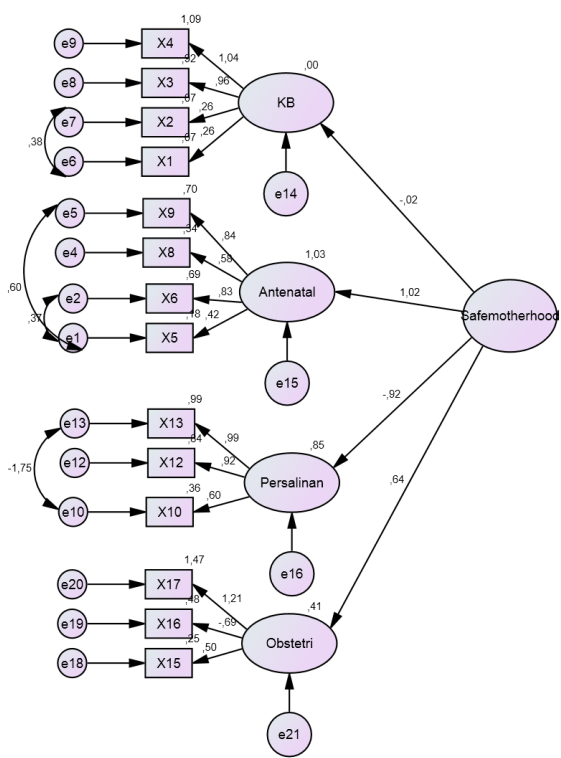 1,09
e9
X4
1,04
,92
,00
e8
X3
,96
KB
,07
e7
X2
,26
,38
,07
,26
e6
X1
e14
-,02
,70
e5
X9
,84
,34
e4
X8
,58
1,03
,69
,60
e2
X6
,83
Antenatal
1,02
Safemotherhood
,37
,18
,42
e1
X5
e15
,99
-,92
e13
X13
,99
,84
,85
-1,75
e12
X12
,92
Persalinan
,64
,36
,60
e10
X10
e16
1,47
e20
X17
1,21
,48
,41
e19
X16
-,69
Obstetri
,25
,50
e18
X15
e21